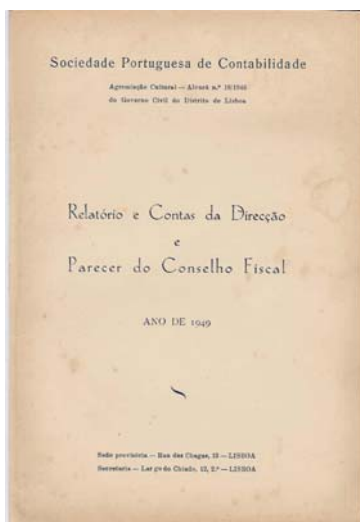 Sociedade Portuguesa de Contabilidade
Agremiação Cultural — Alvará n.º 18/1946
do Governo Civil do Distrito de Lisboa
Relatório e Contas da Direcção
e
Parecer do Conselho Fiscal
ANO DE 1949
Sede provisória — Rua das Chagas, — LISBOA
Secretaria — Largo do Chiado, 12, 2.º — LISBOA